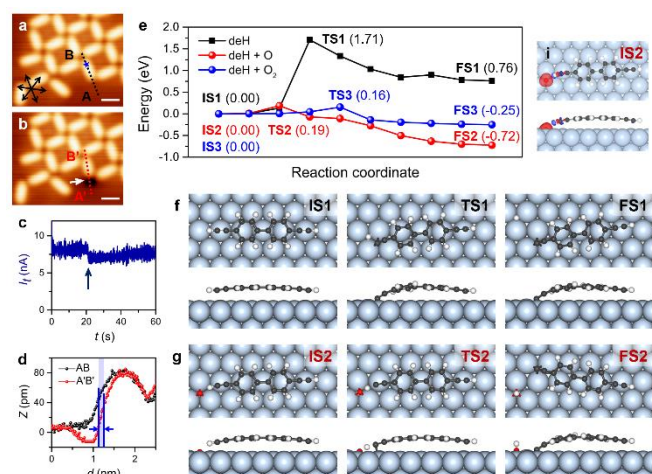 a
B
A
b
B'
A'
c
I_t (nA)
10
5
0
0 20 40 60
t (s)
d
AB
A'B'
Z (pm)
80
40
0
0 1 2
d (nm)
e
deH
deH + O
deH + O₂
Energy (eV)
2.0
1.5
1.0
0.5
0.0
-0.5
-1.0
TS1 (1.71)
FS1 (0.76)
IS1 (0.00)
TS3 (0.16)
FS3 (-0.25)
IS2 (0.00)
TS2 (0.19)
FS2 (-0.72)
IS3 (0.00)
Reaction coordinate
i
IS2
f
IS1
TS1
FS1
g
IS2
TS2
FS2